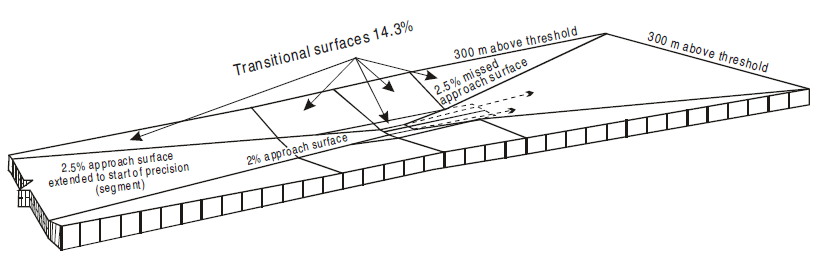 Transitional surfaces 14.3%
300 m above threshold
300 m above threshold
2.5% missed
approach surface
2% approach surface
2.5% approach surface
extended to start of precision
(segment)